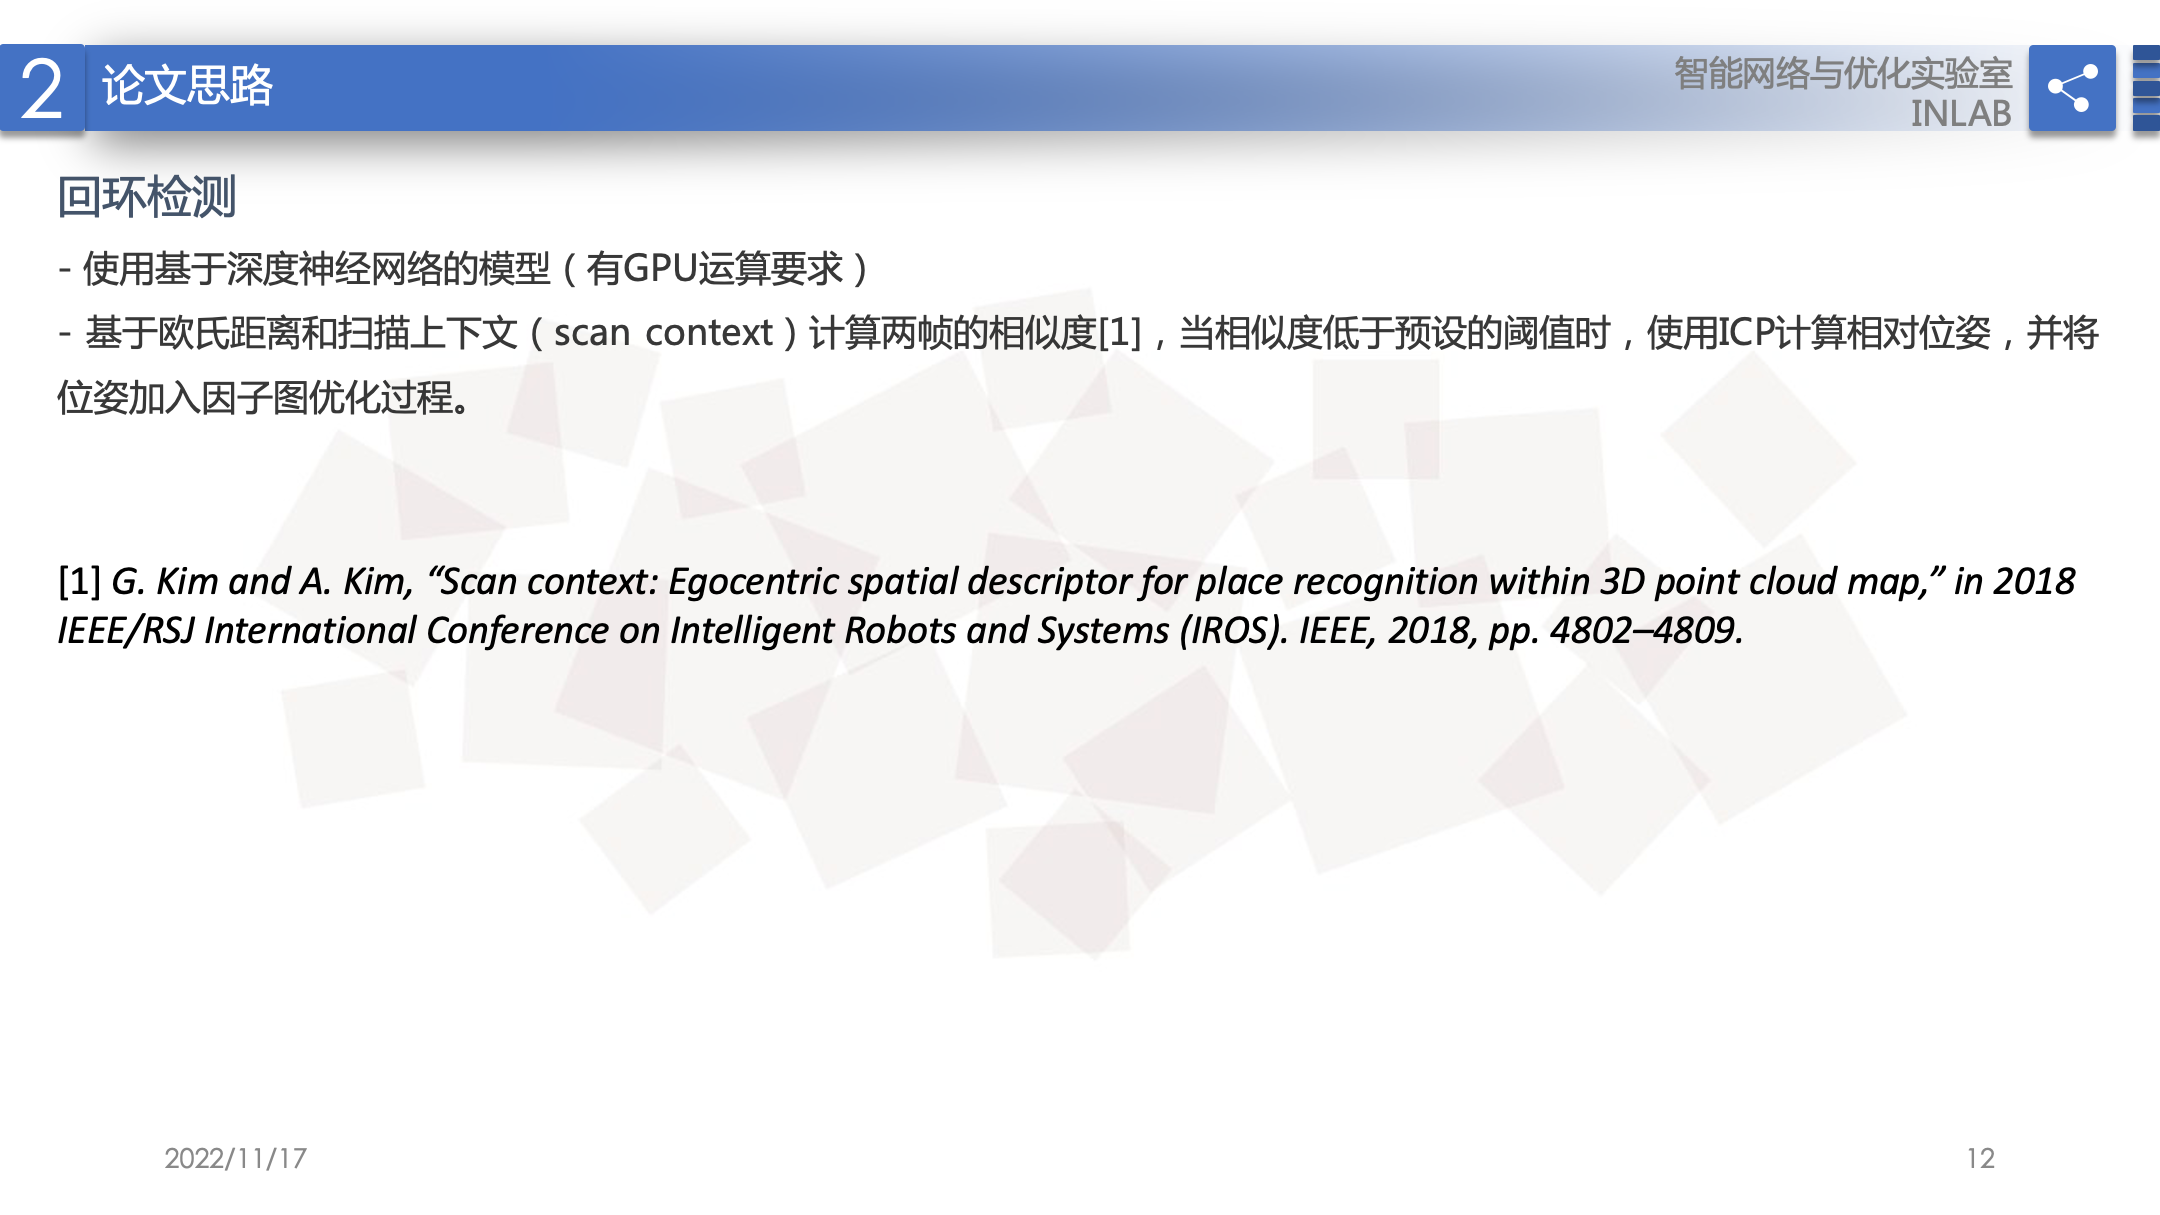 2 论文思路
智能网络与优化实验室
INLAB
回环检测
- 使用基于深度神经网络的模型（有GPU运算要求）
- 基于欧氏距离和扫描上下文（scan context）计算两帧的相似度[1]，当相似度低于预设的阈值时，使用ICP计算相对位姿，并将
位姿加入因子图优化过程。
[1] G. Kim and A. Kim, “Scan context: Egocentric spatial descriptor for place recognition within 3D point cloud map,” in 2018
IEEE/RSJ International Conference on Intelligent Robots and Systems (IROS). IEEE, 2018, pp. 4802–4809.
2022/11/17
12